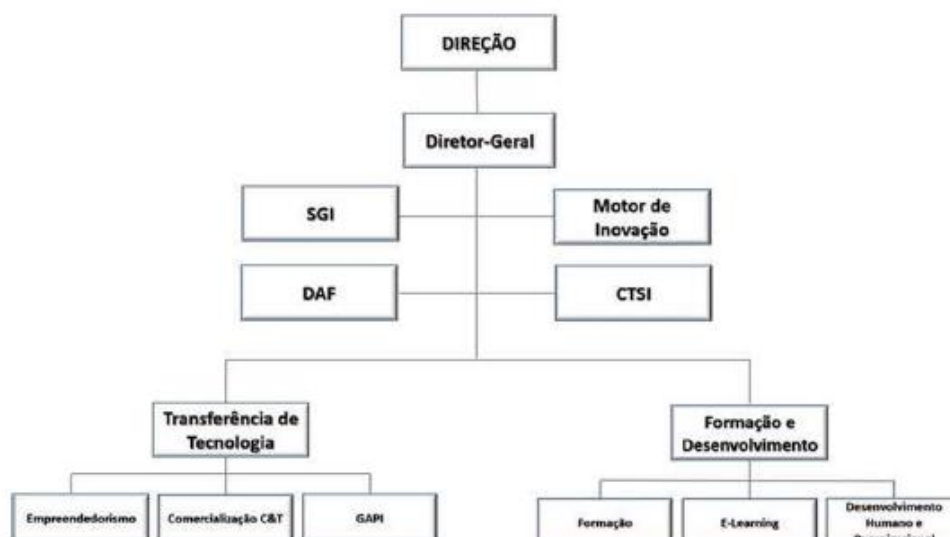 DIREÇÃO
Diretor-Geral
SGI
Motor de
Inovação
DAF
CTSI
Transferência de
Tecnologia
Formação e
Desenvolvimento
Empreendedorismo
Comercialização C&T
GAPI
Formação
E-Learning
Desenvolvimento
Humano e